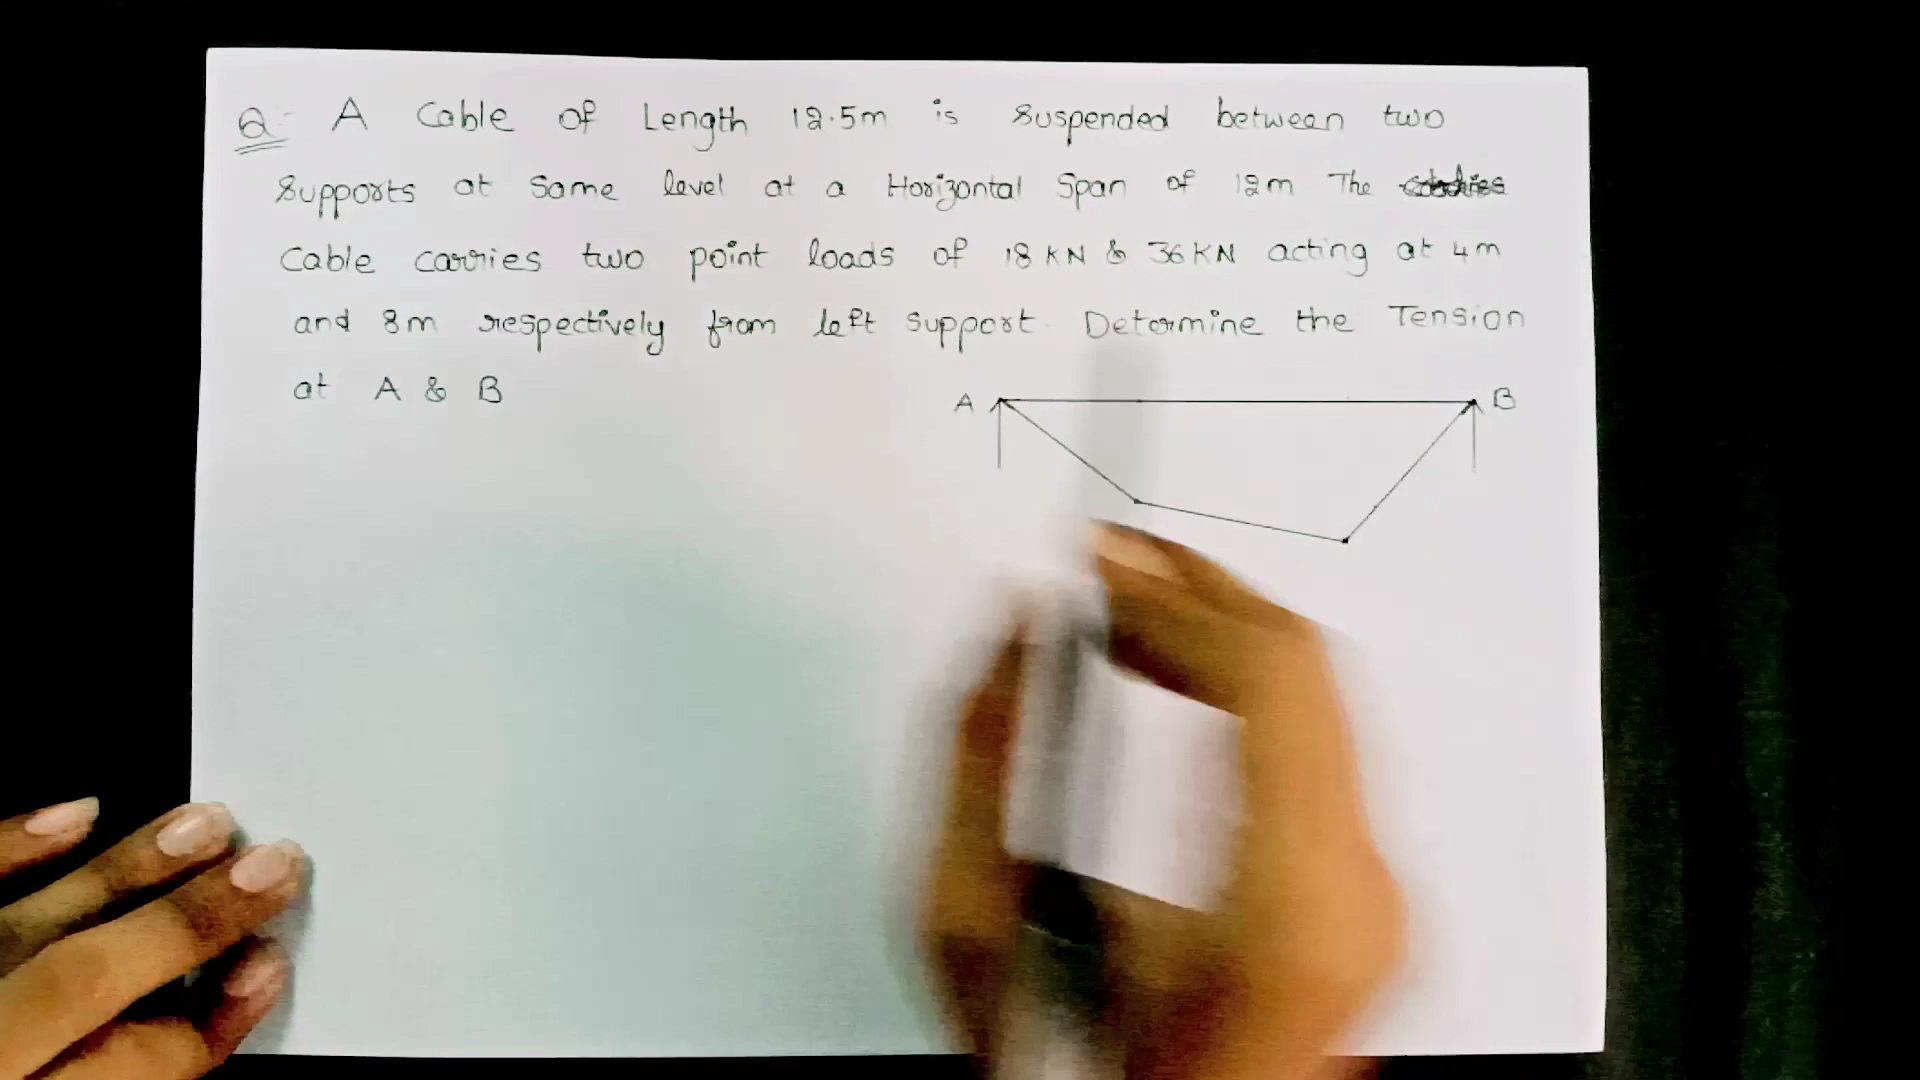 Q:- A Cable of Length 12.5m is Suspended between two
Supports at Same level at a Horizontal Span of 12m The
Cable carries two point loads of 18 KN & 36 KN acting at 4m
and 8m respectively from left support. Determine the Tension
at A & B
A B